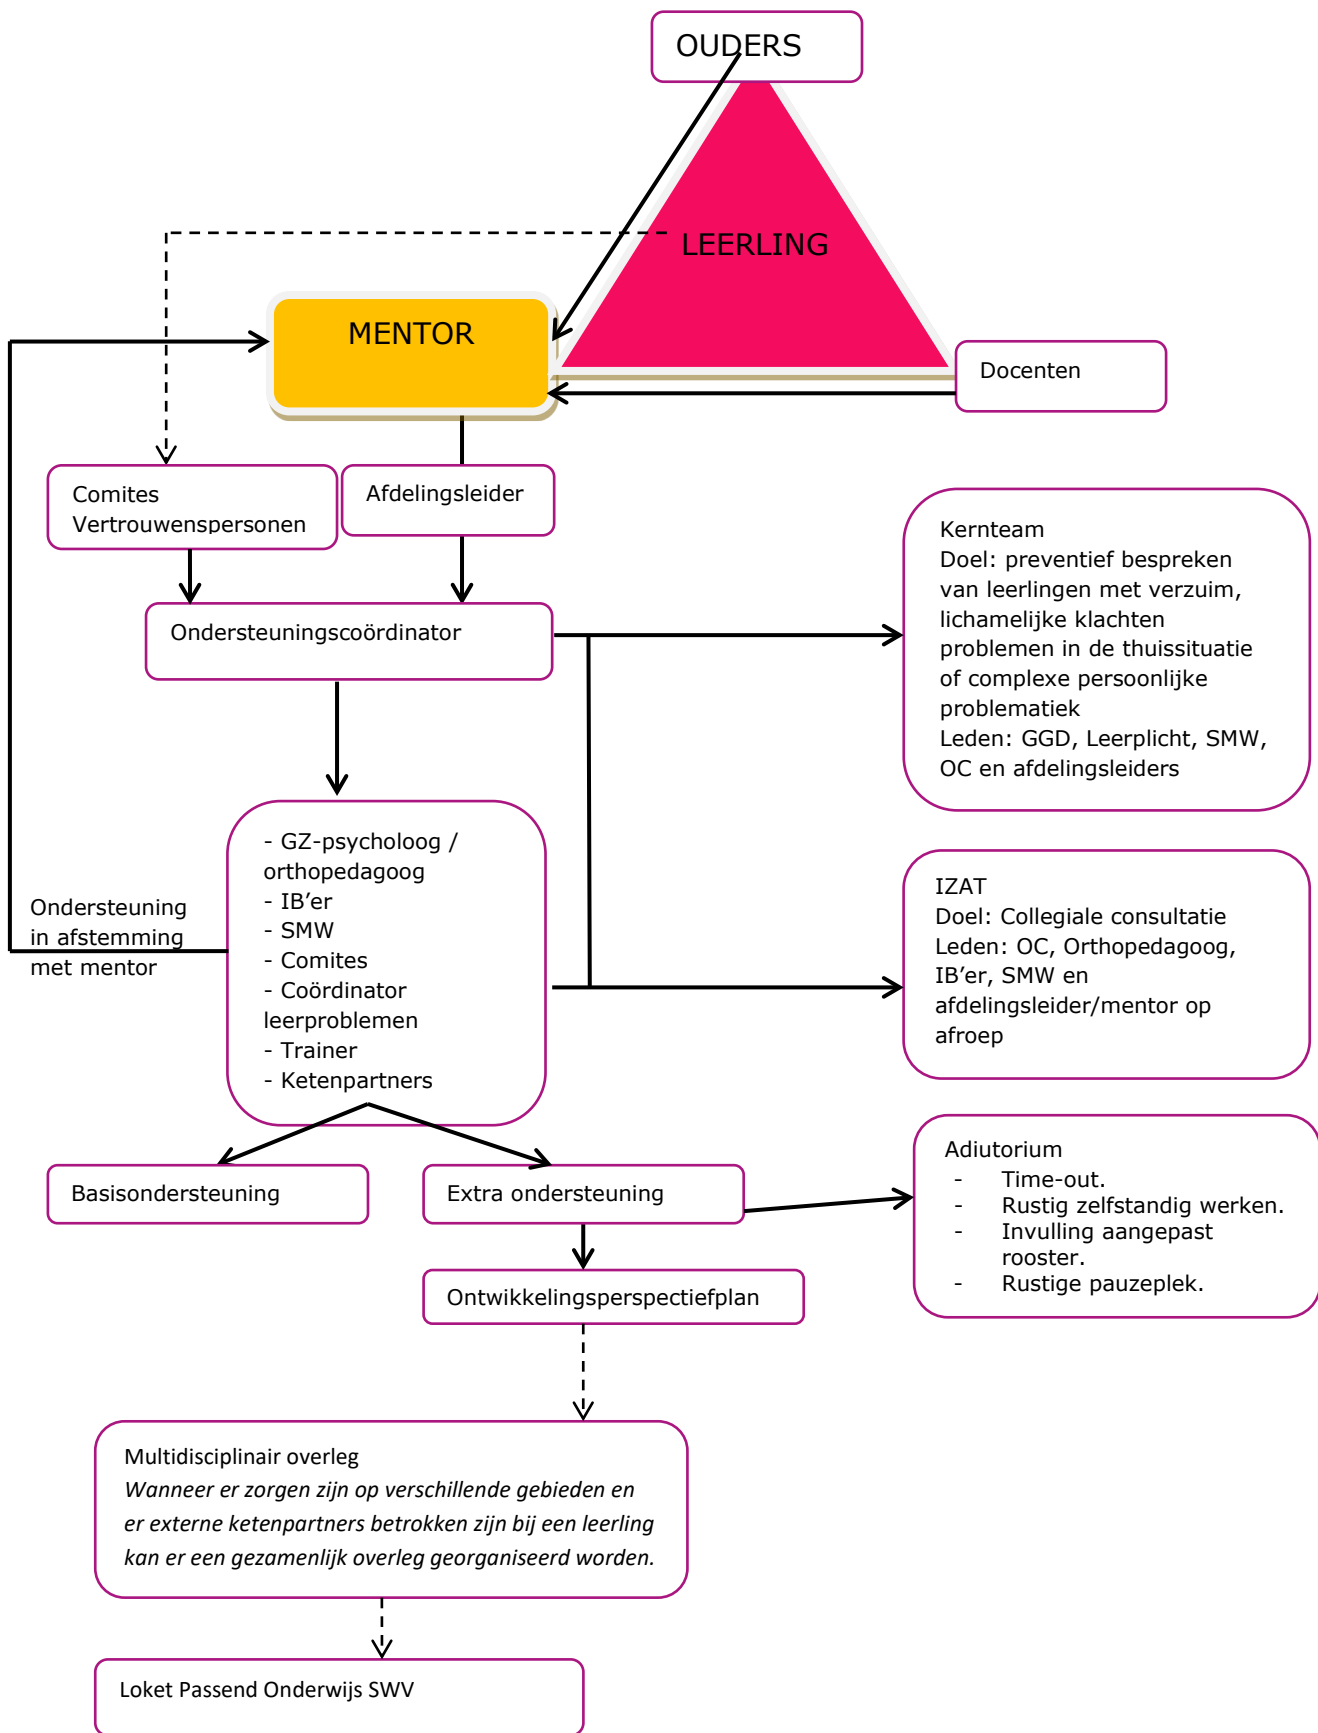 OUDERS
LEERLING
MENTOR
Docenten
Comites
Vertrouwenspersonen
Afdelingsleider
Ondersteuningscoördinator
Kernteam
Doel: preventief bespreken
van leerlingen met verzuim,
lichamelijke klachten
problemen in de thuissituatie
of complexe persoonlijke
problematiek
Leden: GGD, Leerplicht, SMW,
OC en afdelingsleiders
- GZ-psycholoog /
orthopedagoog
- IB’er
- SMW
- Comites
- Coördinator
leerproblemen
- Trainer
- Ketenpartners
Ondersteuning
in afstemming
met mentor
IZAT
Doel: Collegiale consultatie
Leden: OC, Orthopedagoog,
IB’er, SMW en
afdelingsleider/mentor op
afroep
Basisondersteuning
Extra ondersteuning
Adiutorium
- Time-out.
- Rustig zelfstandig werken.
- Invulling aangepast
rooster.
- Rustige pauzeplek.
Ontwikkelingsperspectiefplan
Multidisciplinair overleg
Wanneer er zorgen zijn op verschillende gebieden en
er externe ketenpartners betrokken zijn bij een leerling
kan er een gezamenlijk overleg georganiseerd worden.
Loket Passend Onderwijs SWV